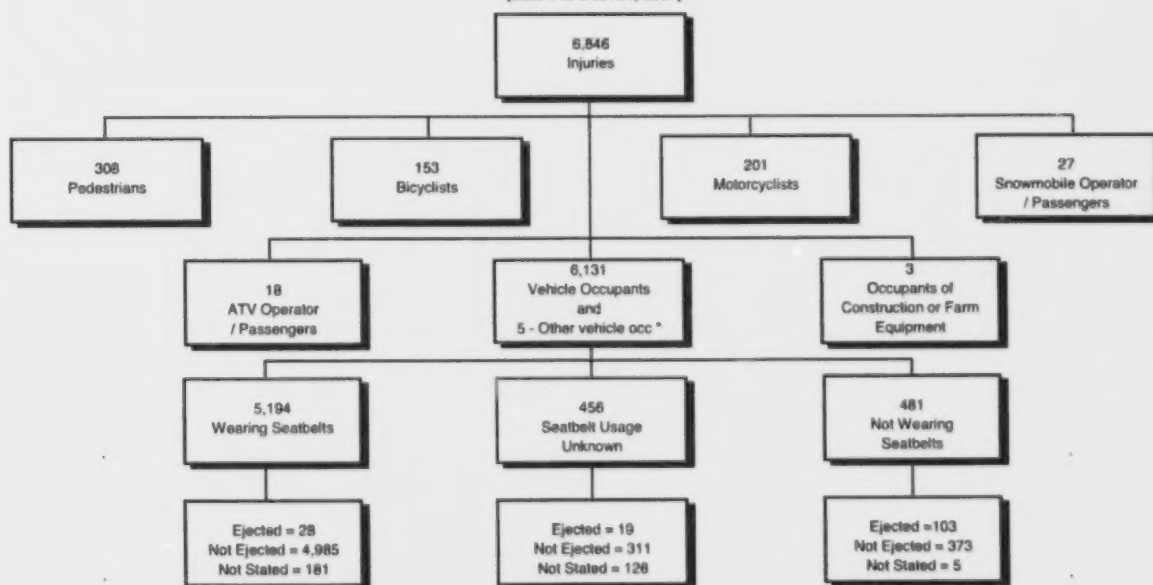 6,846
Injuries
308
Pedestrians
153
Bicyclists
201
Motorcyclists
27
Snowmobile Operator
/ Passengers
18
ATV Operator
/ Passengers
6,131
Vehicle Occupants
and
5 - Other vehicle occ *
3
Occupants of
Construction or Farm
Equipment
5,194
Wearing Seatbelts
456
Seatbelt Usage
Unknown
481
Not Wearing
Seatbelts
Ejected = 28
Not Ejected = 4,985
Not Stated = 181
Ejected = 19
Not Ejected = 311
Not Stated = 126
Ejected =103
Not Ejected = 373
Not Stated = 5